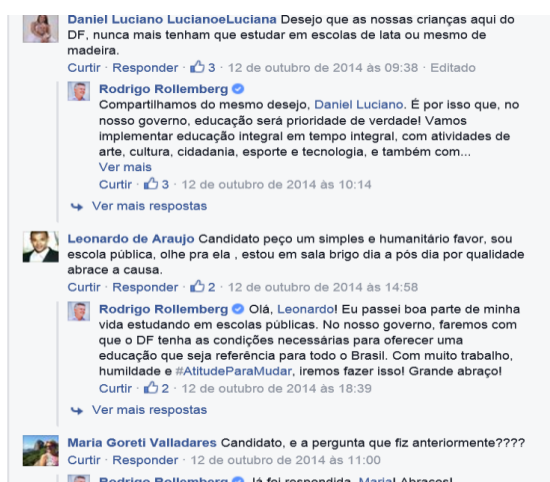 Daniel Luciano LucianoeLuciana Desejo que as nossas crianças aqui do
DF, nunca mais tenham que estudar em escolas de lata ou mesmo de
madeira.
Curtir · Responder · 3 · 12 de outubro de 2014 às 09:38 · Editado
Rodrigo Rollemberg
Compartilhamos do mesmo desejo, Daniel Luciano. É por isso que, no
nosso governo, educação será prioridade de verdade! Vamos
implementar educação integral em tempo integral, com atividades de
arte, cultura, cidadania, esporte e tecnologia, e também com...
Ver mais
Curtir · 3 · 12 de outubro de 2014 às 10:14
Ver mais respostas
Leonardo de Araujo Candidato peço um simples e humanitário favor, sou
escola pública, olhe pra ela , estou em sala brigo dia a pós dia por qualidade
abrace a causa.
Curtir · Responder · 2 · 12 de outubro de 2014 às 14:58
Rodrigo Rollemberg Olá, Leonardo! Eu passei boa parte de minha
vida estudando em escolas públicas. No nosso governo, faremos com
que o DF tenha as condições necessárias para oferecer uma
educação que seja referência para todo o Brasil. Com muito trabalho,
humildade e #AtitudeParaMudar, iremos fazer isso! Grande abraço!
Curtir · 2 · 12 de outubro de 2014 às 18:39
Ver mais respostas
Maria Goreti Valladares Candidato, e a pergunta que fiz anteriormente????
Curtir · Responder · 12 de outubro de 2014 às 11:00
Rodrigo Rollemberg Já foi respondida, Maria! Abraços!